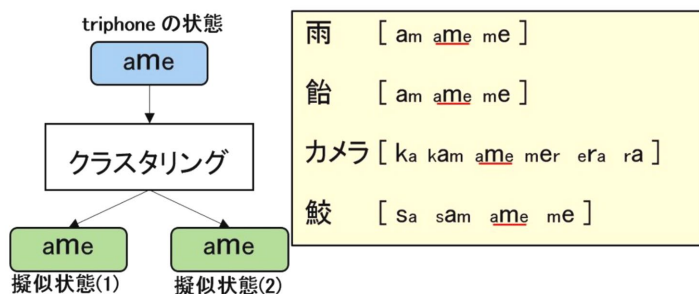 triphone の状態
ame
クラスタリング
ame
ame
擬似状態(1)
擬似状態(2)
雨 [ am ame me ]
飴 [ am ame me ]
カメラ [ ka kam ame mer era ra ]
鮫 [ sa sam ame me ]